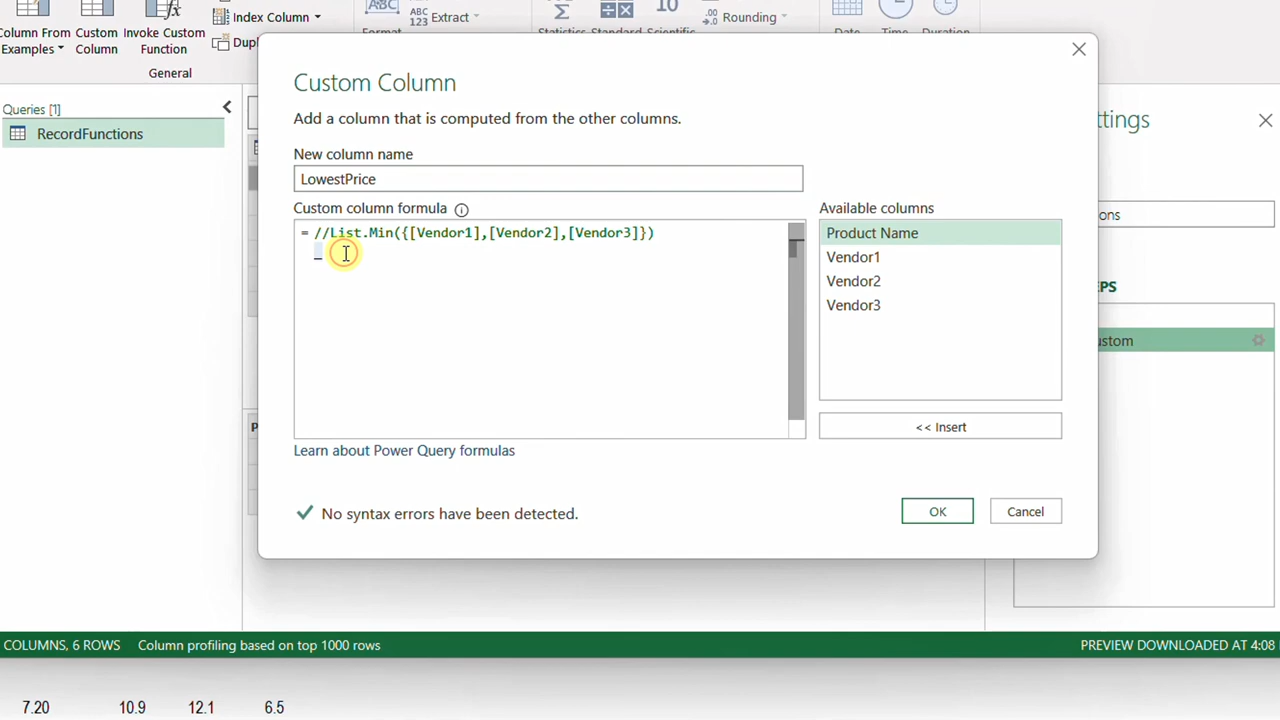 Column From
Examples
Custom
Column
Invoke Custom
Function
Index Column
General
ABC
123 Extract
.00 Rounding
10
Queries [1]
RecordFunctions
Custom Column
Add a column that is computed from the other columns.
New column name
LowestPrice
Custom column formula
= //List.Min({[Vendor1],[Vendor2],[Vendor3]})
_
Available columns
Product Name
Vendor1
Vendor2
Vendor3
<< Insert
Learn about Power Query formulas
No syntax errors have been detected.
OK
Cancel
COLUMNS, 6 ROWS
Column profiling based on top 1000 rows
PREVIEW DOWNLOADED AT 4:08
7.20 10.9 12.1 6.5